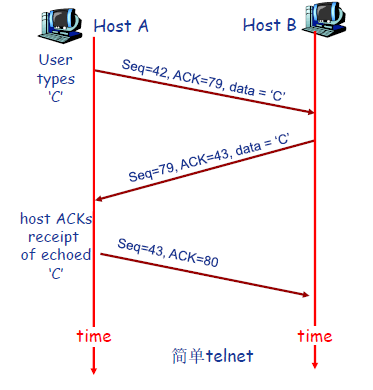 Host A
Host B
User
types
‘C’
Seq=42, ACK=79, data = ‘C’
Seq=79, ACK=43, data = ‘C’
host ACKs
receipt
of echoed
‘C’
Seq=43, ACK=80
time
time
简单telnet